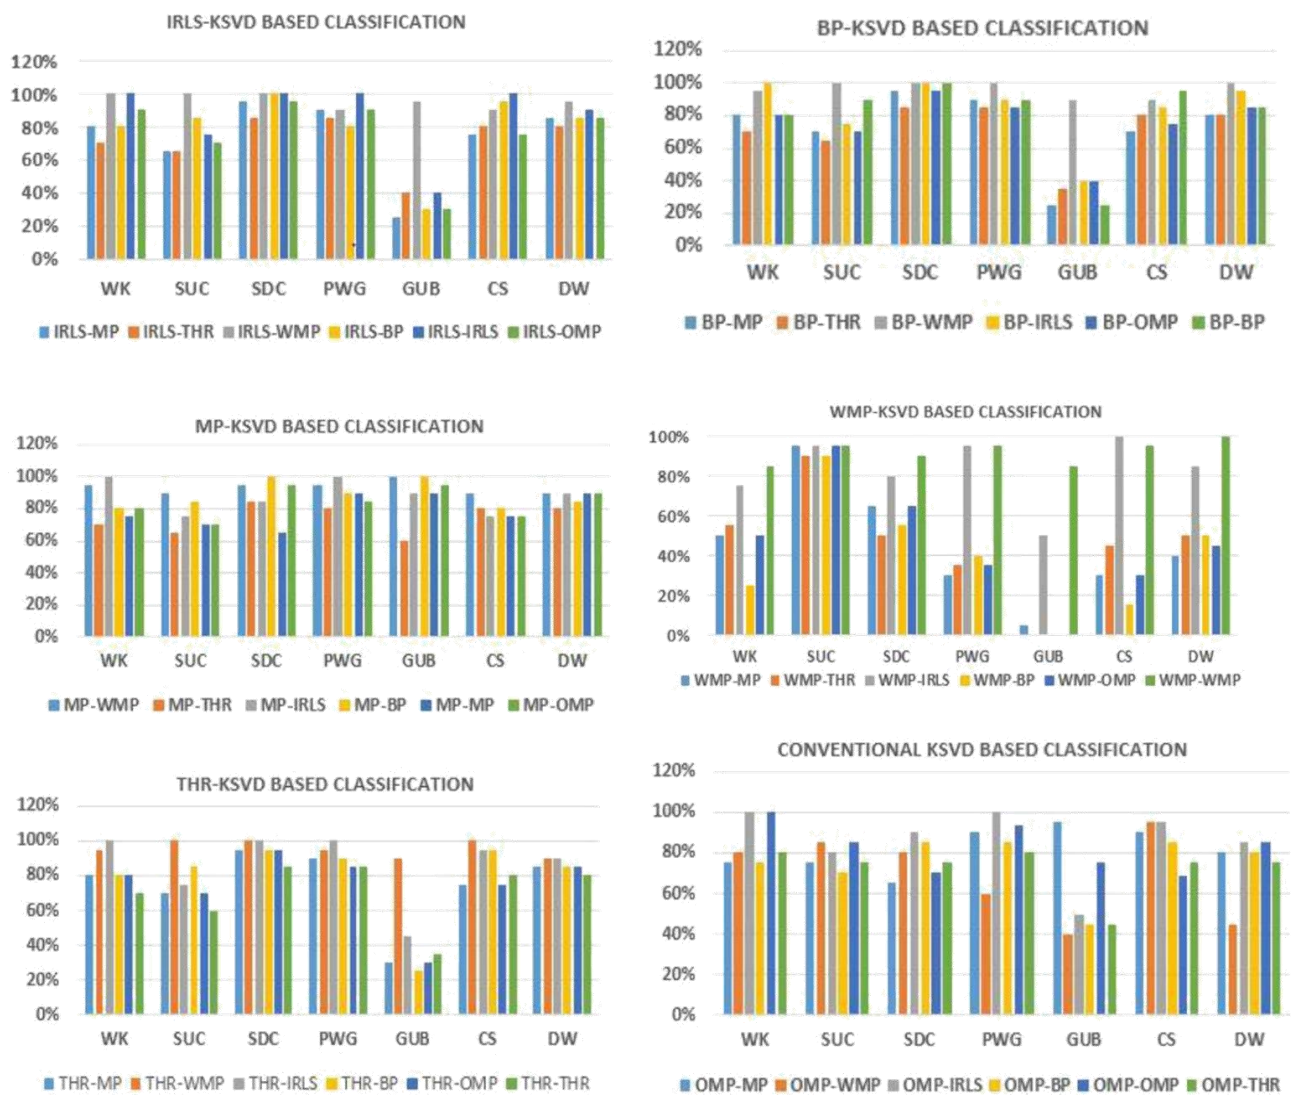 IRLS-KSVD BASED CLASSIFICATION
120%
100%
80%
60%
40%
20%
0%
WK SUC SDC PWG GUB CS DW
IRLS-MP IRLS-THR IRLS-WMP IRLS-BP IRLS-IRLS IRLS-OMP
BP-KSVD BASED CLASSIFICATION
120%
100%
80%
60%
40%
20%
0%
WK SUC SDC PWG GUB CS DW
BP-MP BP-THR BP-WMP BP-IRLS BP-OMP BP-BP
MP-KSVD BASED CLASSIFICATION
120%
100%
80%
60%
40%
20%
0%
WK SUC SDC PWG GUB CS DW
MP-WMP MP-THR MP-IRLS MP-BP MP-MP MP-OMP
WMP-KSVD BASED CLASSIFICATION
100%
80%
60%
40%
20%
0%
WK SUC SDC PWG GUB CS DW
WMP-MP WMP-THR WMP-IRLS WMP-BP WMP-OMP WMP-WMP
THR-KSVD BASED CLASSIFICATION
120%
100%
80%
60%
40%
20%
0%
WK SUC SDC PWG GUB CS DW
THR-MP THR-WMP THR-IRLS THR-BP THR-OMP THR-THR
CONVENTIONAL KSVD BASED CLASSIFICATION
120%
100%
80%
60%
40%
20%
0%
WK SUC SDC PWG GUB CS DW
OMP-MP OMP-WMP OMP-IRLS OMP-BP OMP-OMP OMP-THR